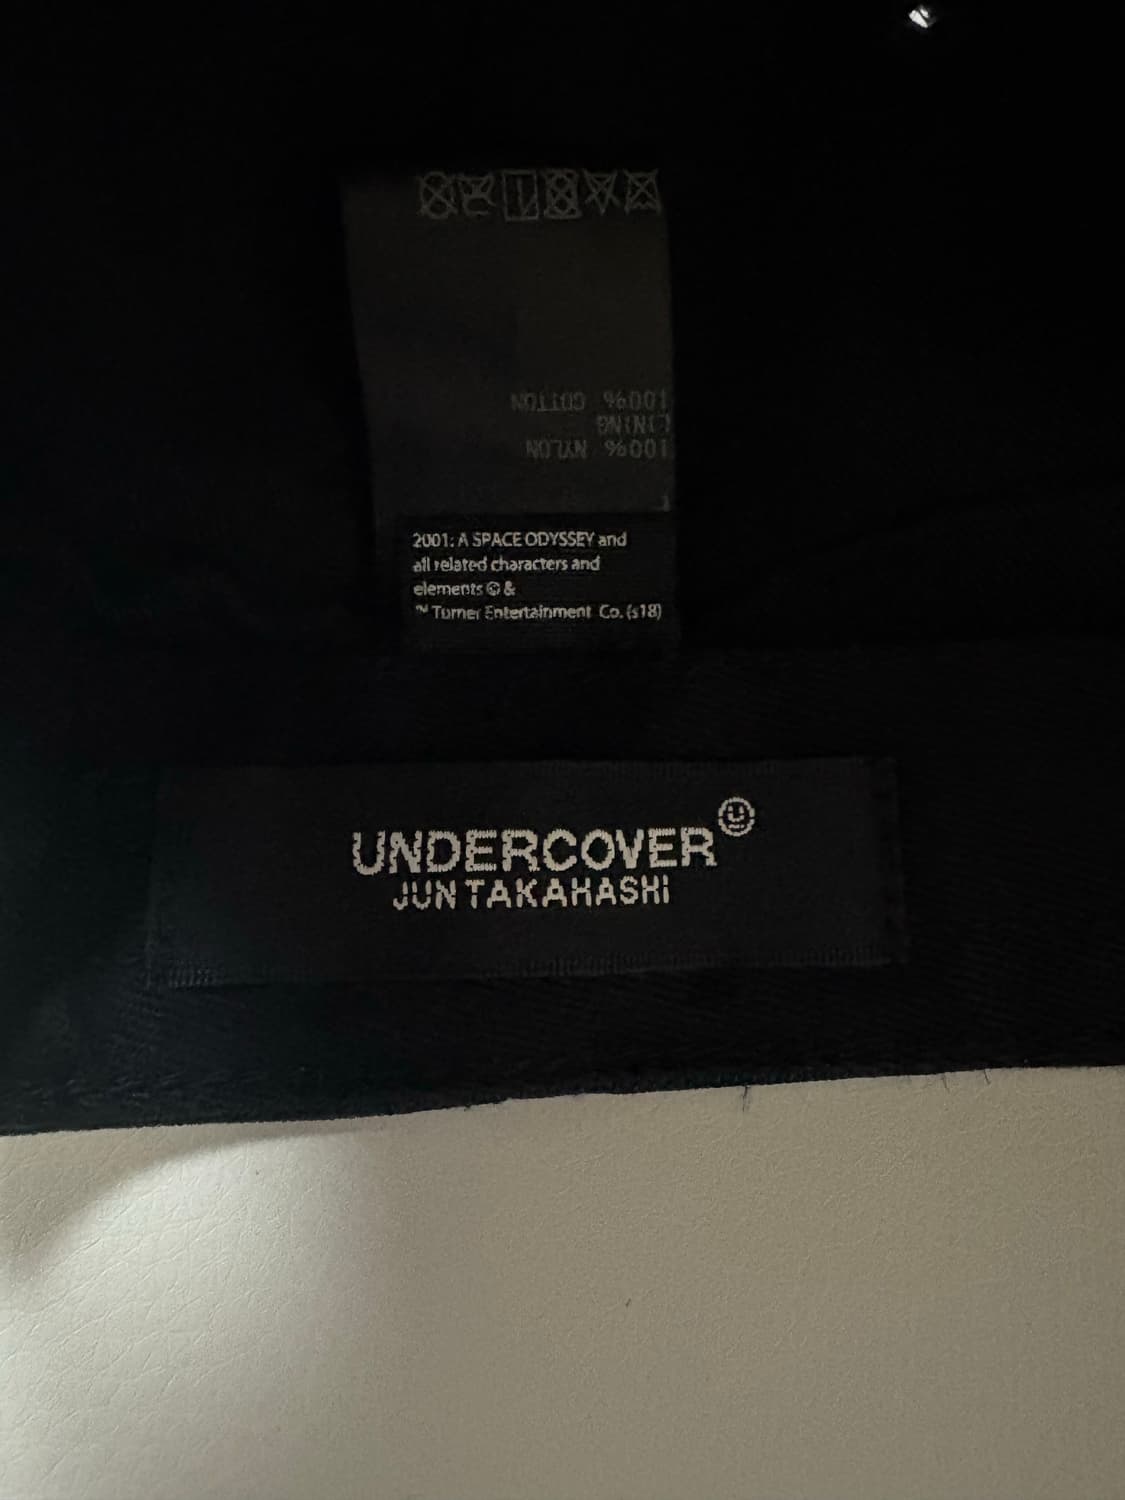 100% NYLON
LINING
100% COTTON
2001: A SPACE ODYSSEY and
all related characters and
elements © &
™ Turner Entertainment Co. (s18)
UNDERCOVER
JUN TAKAHASHI